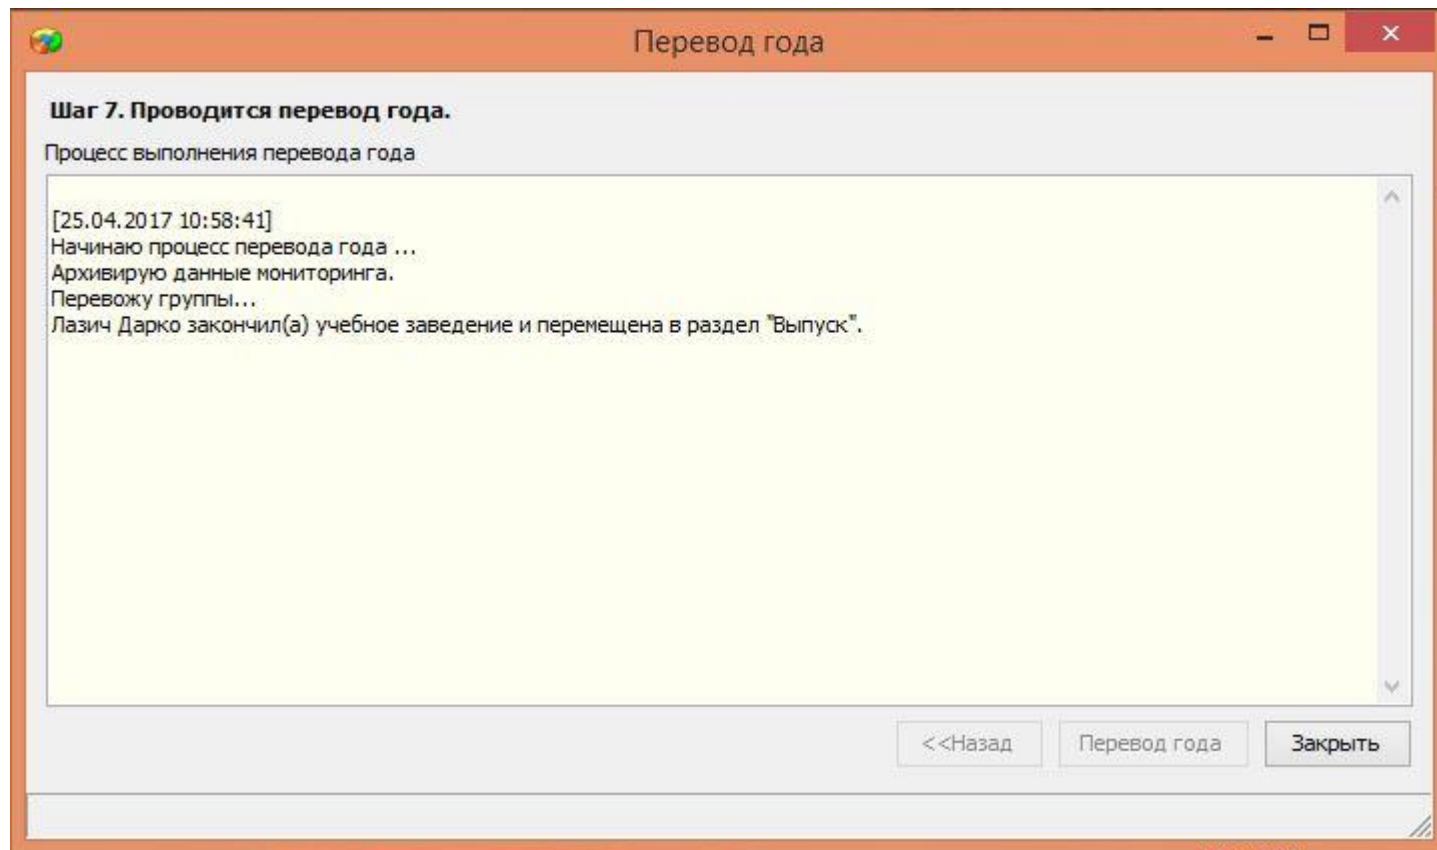 Перевод года
Шаг 7. Проводится перевод года.
Процесс выполнения перевода года
[25.04.2017 10:58:41]
Начинаю процесс перевода года ...
Архивирую данные мониторинга.
Перевожу группы...
Лазич Дарко закончил(а) учебное заведение и перемещена в раздел "Выпуск".
<<Назад
Перевод года
Закрыть